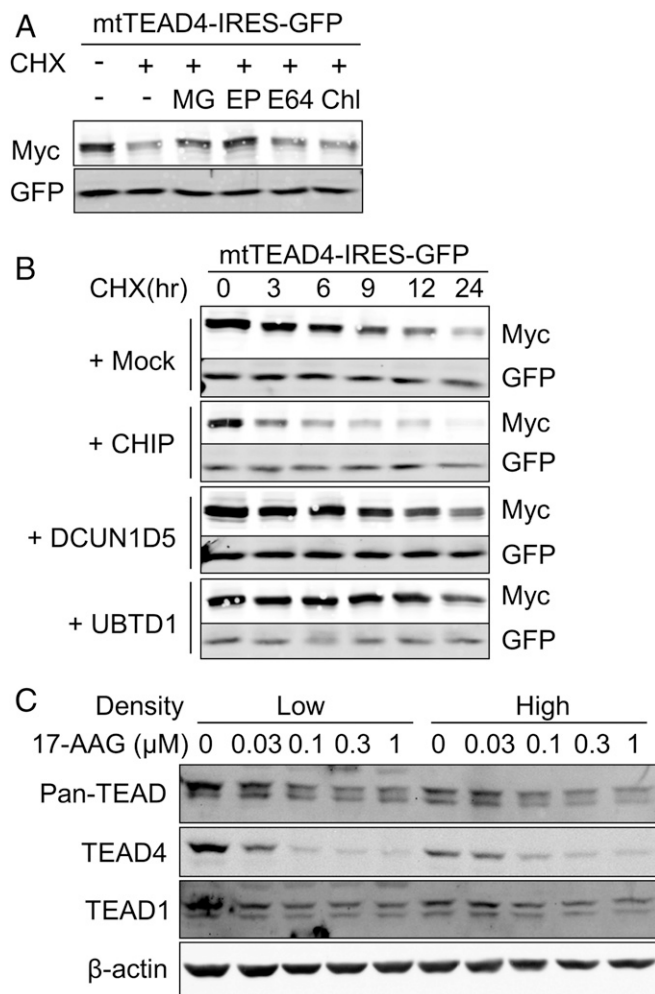 A
mtTEAD4-IRES-GFP
CHX - + + + + +
- - MG EP E64 Chl
Myc
GFP
B
mtTEAD4-IRES-GFP
CHX(hr) 0 3 6 9 12 24
+ Mock Myc
GFP
+ CHIP Myc
GFP
+ DCUN1D5 Myc
GFP
+ UBTD1 Myc
GFP
C
Density Low High
17-AAG (μM) 0 0.03 0.1 0.3 1 0 0.03 0.1 0.3 1
Pan-TEAD
TEAD4
TEAD1
β-actin